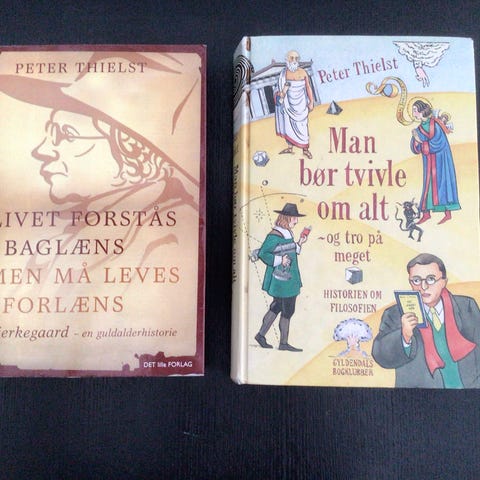 PETER THIELST
LIVET FORSTÅS
BAGLÆNS
MEN MÅ LEVES
FORLÆNS
ierkegaard - en guldalderhistorie
DET lille FORLAG
Peter Thielst
Man
bør tvivle
om alt
- og tro på
meget
HISTORIEN OM
FILOSOFIEN
GYLDENDALS
BOGKLUBBER